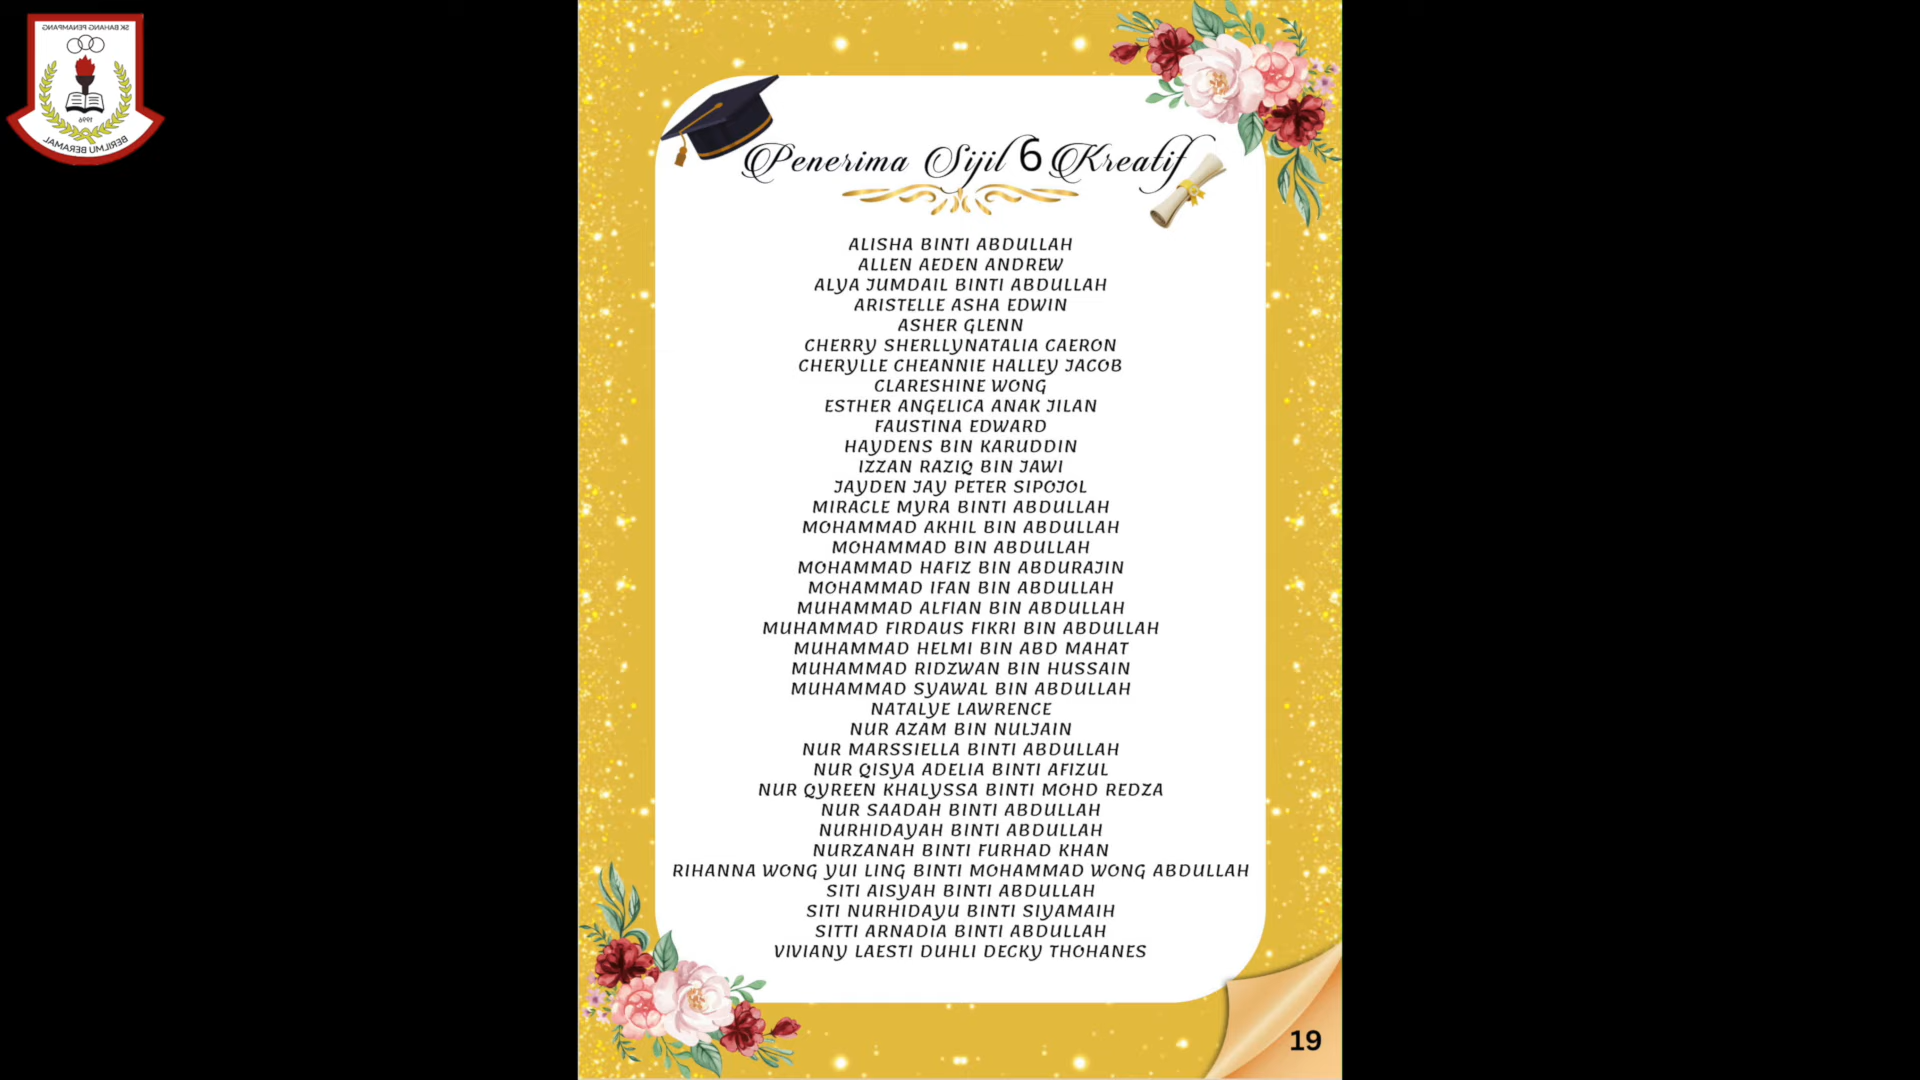 SK BAHANG PENAMPANG
1996
BERILMU BERAMAL
Penerima Sijil 6 Kreatif
ALISHA BINTI ABDULLAH
ALLEN AEDEN ANDREW
ALYA JUMDAIL BINTI ABDULLAH
ARISTELLE ASHA EDWIN
ASHER GLENN
CHERRY SHERLLYNATALIA CAERON
CHERYLLE CHEANNIE HALLEY JACOB
CLARESHINE WONG
ESTHER ANGELICA ANAK JILAN
FAUSTINA EDWARD
HAYDENS BIN KARUDDIN
IZZAN RAZIQ BIN JAWI
JAYDEN JAY PETER SIPOJOL
MIRACLE MYRA BINTI ABDULLAH
MOHAMMAD AKHIL BIN ABDULLAH
MOHAMMAD BIN ABDULLAH
MOHAMMAD HAFIZ BIN ABDURAJIN
MOHAMMAD IFAN BIN ABDULLAH
MUHAMMAD ALFIAN BIN ABDULLAH
MUHAMMAD FIRDAUS FIKRI BIN ABDULLAH
MUHAMMAD HELMI BIN ABD MAHAT
MUHAMMAD RIDZWAN BIN HUSSAIN
MUHAMMAD SYAWAL BIN ABDULLAH
NATALYE LAWRENCE
NUR AZAM BIN NULJAIN
NUR MARSSIELLA BINTI ABDULLAH
NUR QISYA ADELIA BINTI AFIZUL
NUR QYREEN KHALYSSA BINTI MOHD REDZA
NUR SAADAH BINTI ABDULLAH
NURHIDAYAH BINTI ABDULLAH
NURZANAH BINTI FURHAD KHAN
RIHANNA WONG YUI LING BINTI MOHAMMAD WONG ABDULLAH
SITI AISYAH BINTI ABDULLAH
SITI NURHIDAYU BINTI SIYAMAIH
SITTI ARNADIA BINTI ABDULLAH
VIVIANY LAESTI DUHLI DECKY THOHANES
19